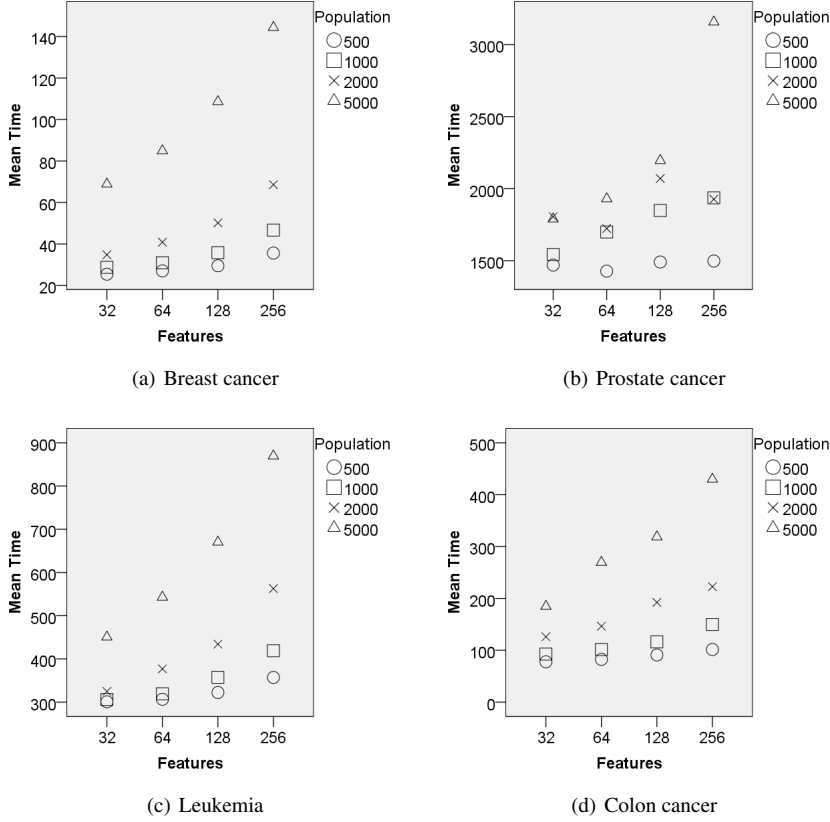 Population
500
1000
2000
5000
140
120
100
80
60
40
20
Mean Time
32 64 128 256
Features
(a) Breast cancer
Population
500
1000
2000
5000
3000
2500
2000
1500
Mean Time
32 64 128 256
Features
(b) Prostate cancer
Population
500
1000
2000
5000
900
800
700
600
500
400
300
Mean Time
32 64 128 256
Features
(c) Leukemia
Population
500
1000
2000
5000
500
400
300
200
100
0
Mean Time
32 64 128 256
Features
(d) Colon cancer